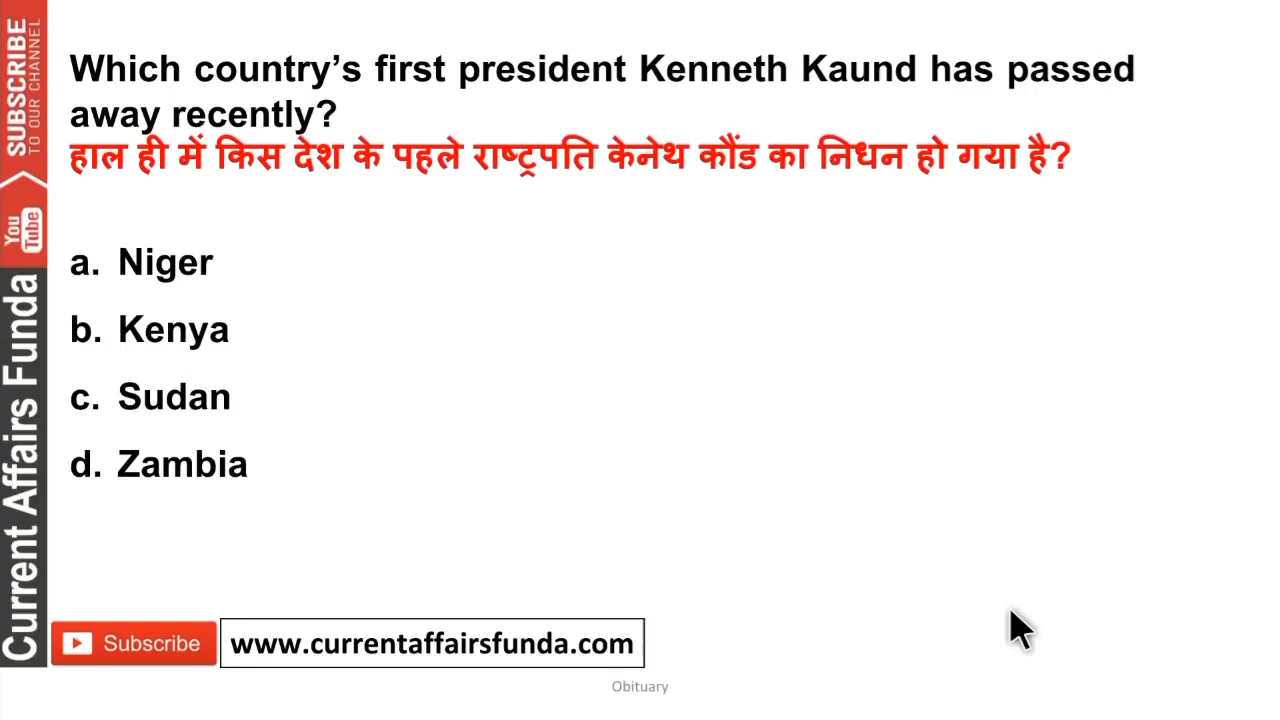 Which country’s first president Kenneth Kaund has passed
away recently?
हाल ही में किस देश के पहले राष्ट्रपति केनेथ कौंड का निधन हो गया है?
a. Niger
b. Kenya
c. Sudan
d. Zambia
SUBSCRIBE
TO OUR CHANNEL
You
Tube
Current Affairs Funda
Subscribe
www.currentaffairsfunda.com
Obituary